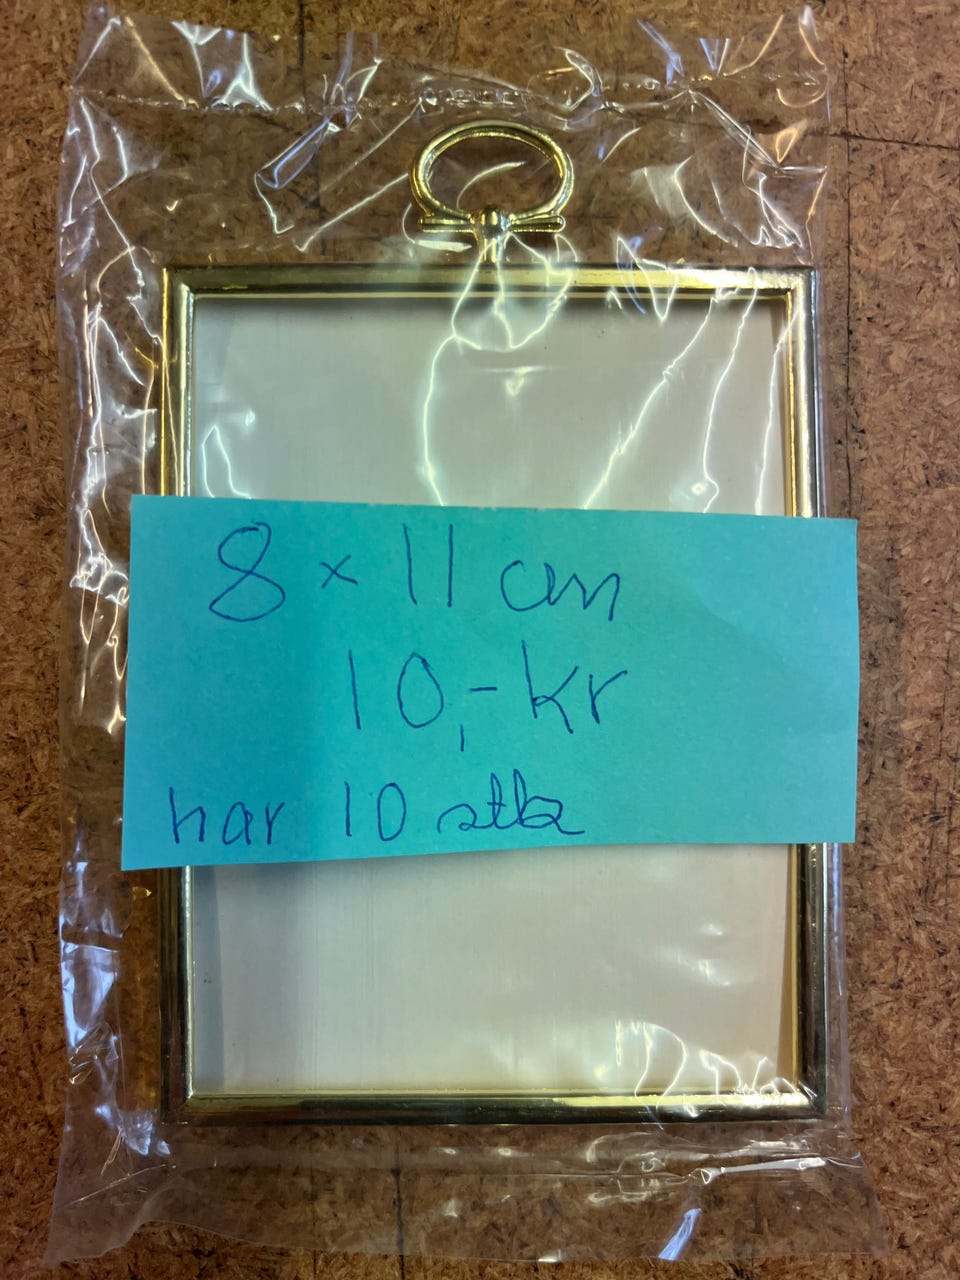 8 x 11 cm
10,- kr
har 10 stk